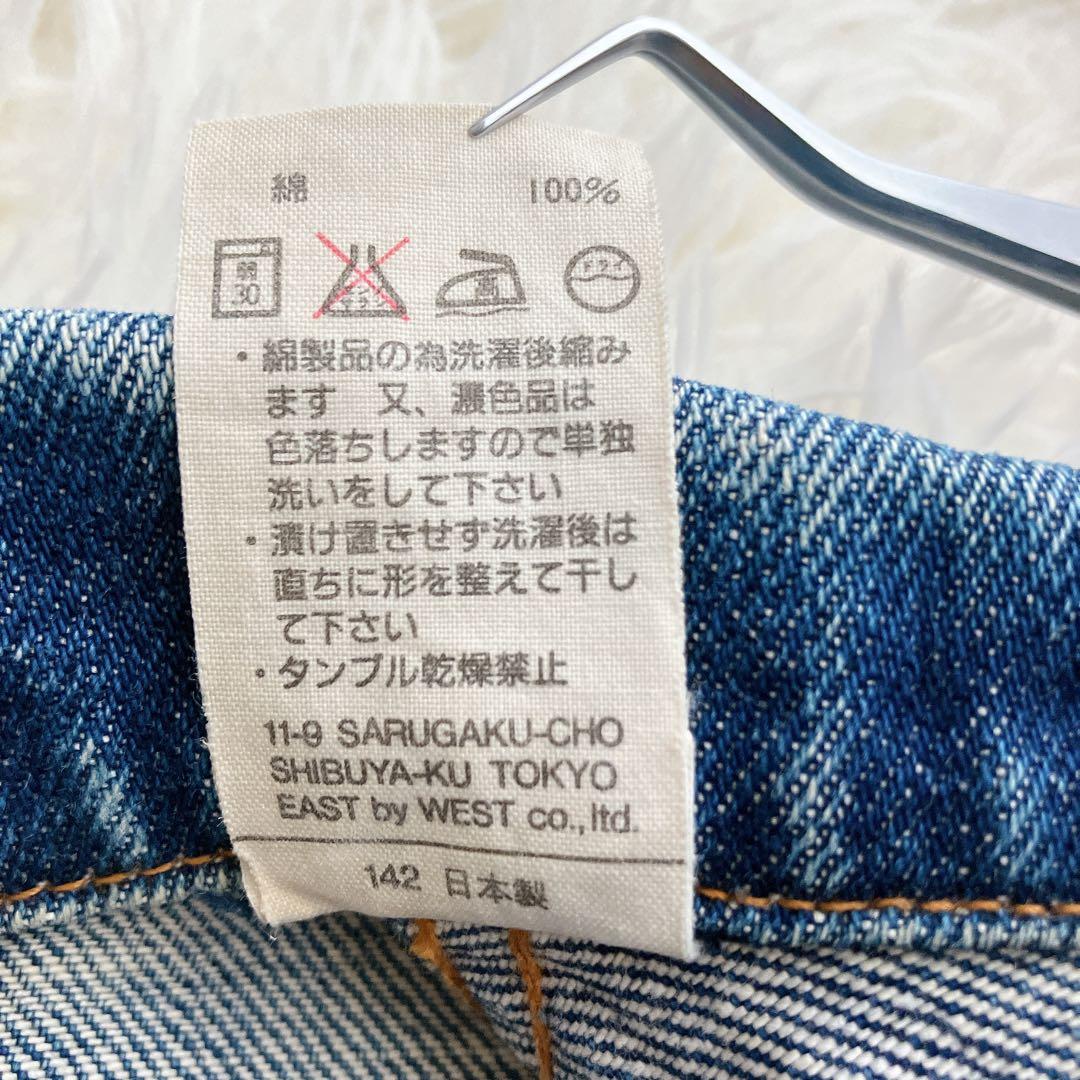 綿 100%
弱
30
エンソ
サラシ
高
ドライ
・綿製品の為洗濯後縮み
ます 又、濃色品は
色落ちしますので単独
洗いをして下さい
・漬け置きせず洗濯後は
直ちに形を整えて干し
て下さい
・タンブル乾燥禁止
11-9 SARUGAKU-CHO
SHIBUYA-KU TOKYO
EAST by WEST co., ltd.
142 日本製